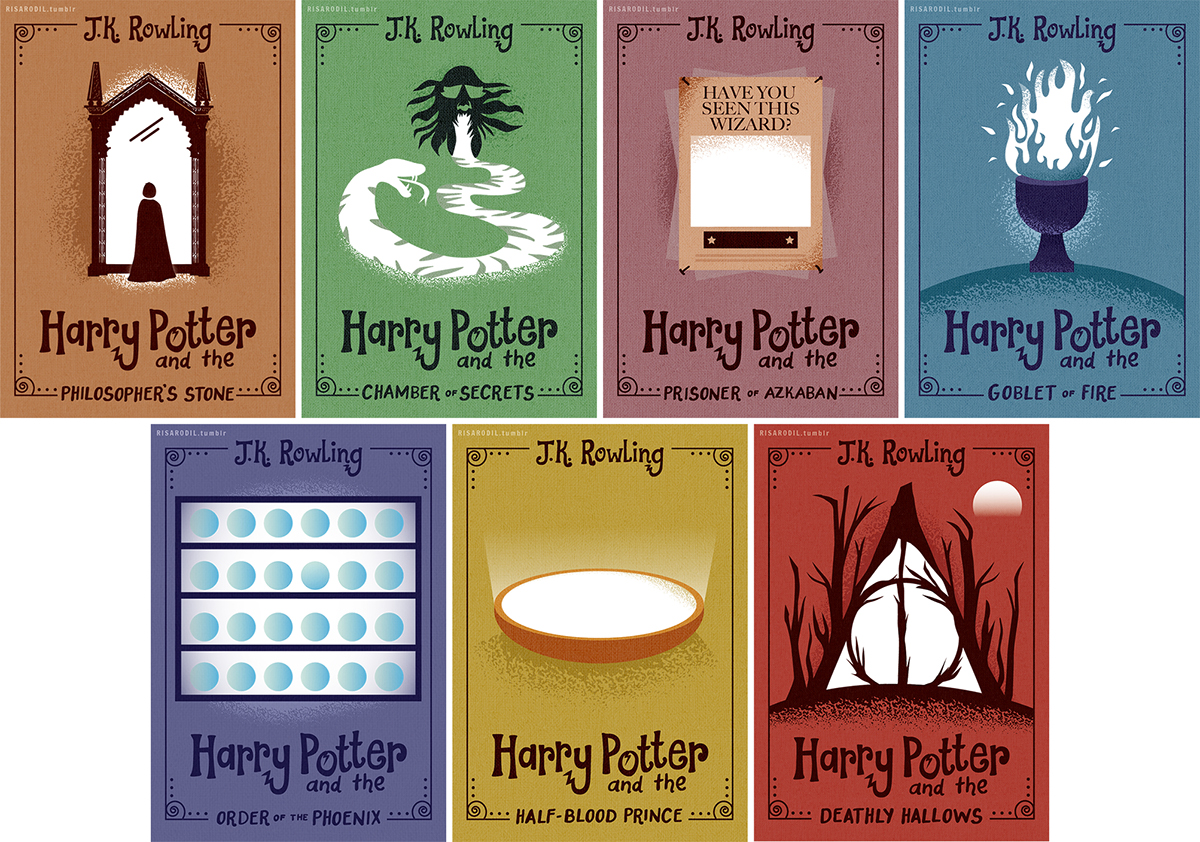 RISARODIL.tumblr
J.K. Rowling
Harry Potter
and the
PHILOSOPHER'S STONE
RISARODIL.tumblr
J.K. Rowling
Harry Potter
and the
CHAMBER OF SECRETS
RISARODIL.tumblr
J.K. Rowling
HAVE YOU
SEEN THIS
WIZARD?
Harry Potter
and the
PRISONER OF AZKABAN
RISARODIL.tumblr
J.K. Rowling
Harry Potter
and the
GOBLET OF FIRE
RISARODIL.tumblr
J.K. Rowling
Harry Potter
and the
ORDER OF THE PHOENIX
RISARODIL.tumblr
J.K. Rowling
Harry Potter
and the
HALF-BLOOD PRINCE
RISARODIL.tumblr
J.K. Rowling
Harry Potter
and the
DEATHLY HALLOWS